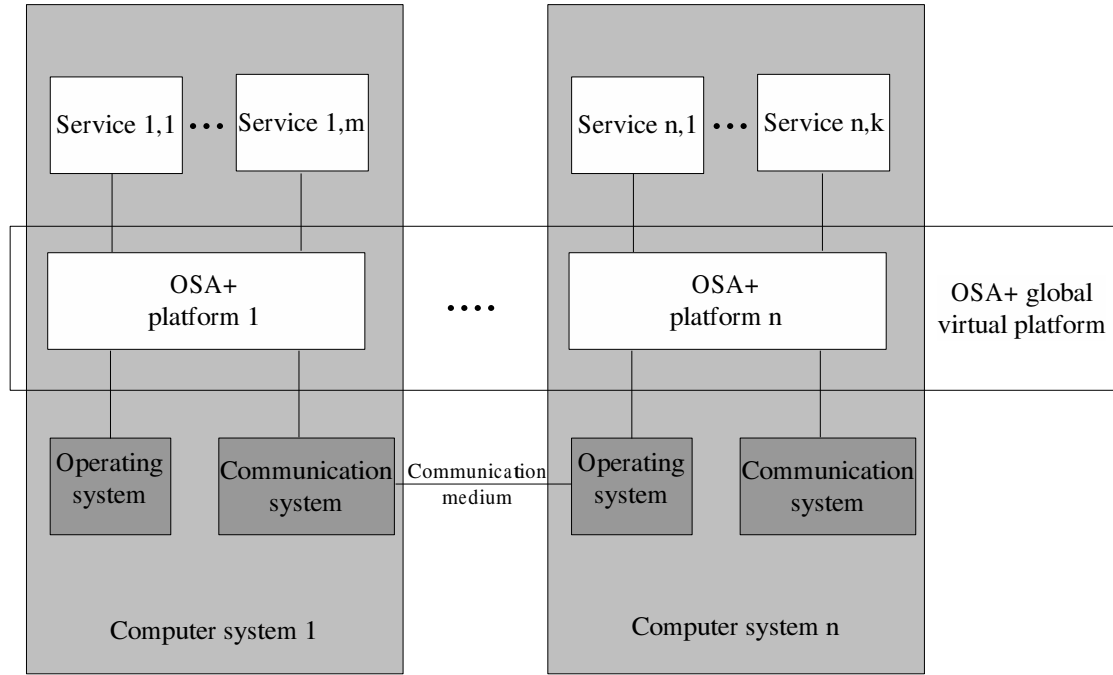 Service 1,1
Service 1,m
Service n,1
Service n,k
OSA+
platform 1
OSA+
platform n
OSA+ global
virtual platform
Operating
system
Communication
system
Communication
medium
Operating
system
Communication
system
Computer system 1
Computer system n